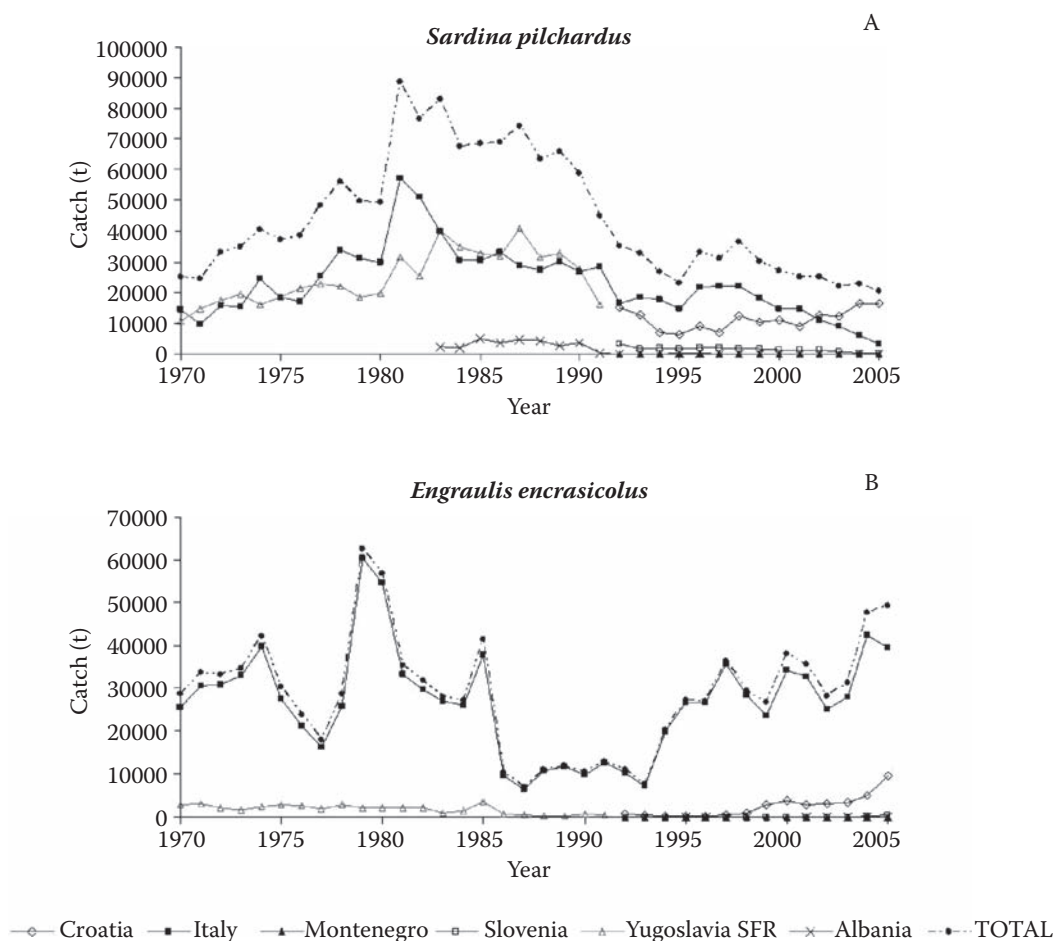 Sardina pilchardus
A
100000
90000
80000
70000
60000
50000
40000
30000
20000
10000
0
Catch (t)
1970 1975 1980 1985 1990 1995 2000 2005
Year
Engraulis encrasicolus
B
70000
60000
50000
40000
30000
20000
10000
0
Catch (t)
1970 1975 1980 1985 1990 1995 2000 2005
Year
Croatia Italy Montenegro Slovenia Yugoslavia SFR Albania TOTAL